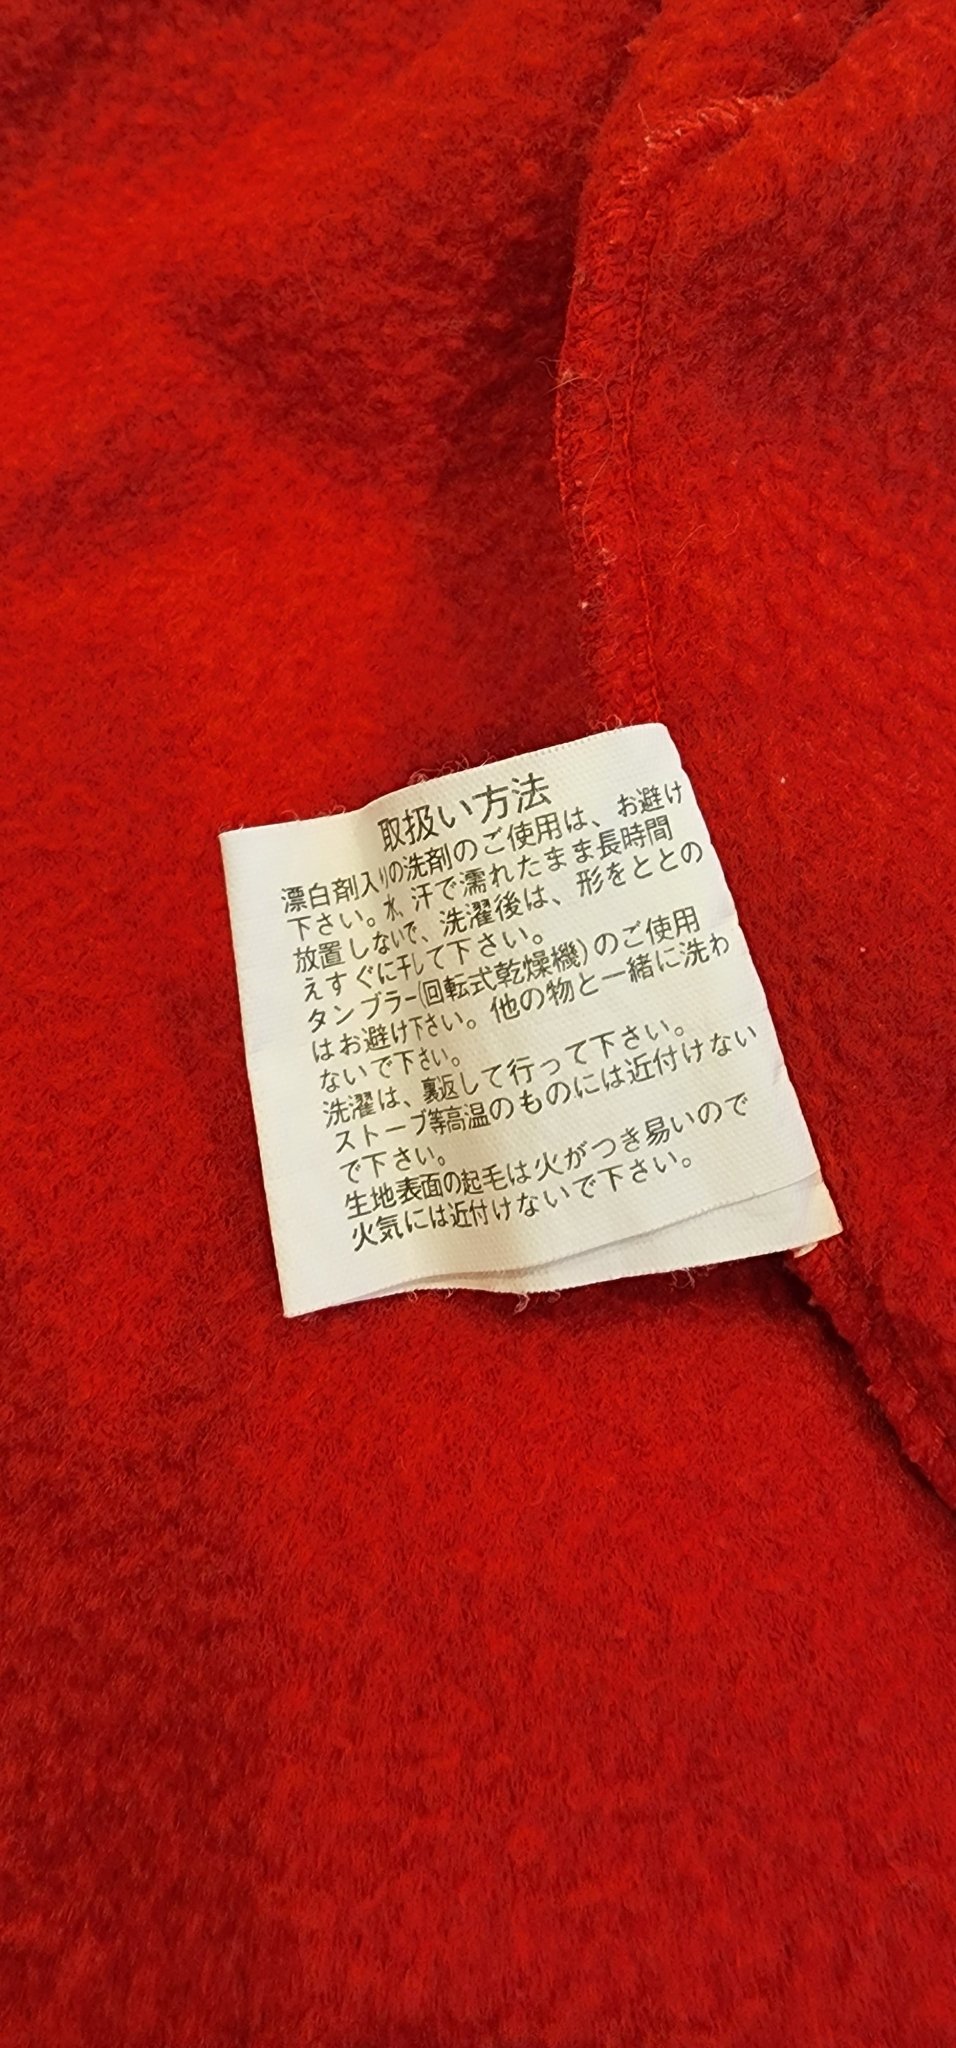 取扱い方法
漂白剤入りの洗剤のご使用は、お避け
下さい。水、汗で濡れたまま長時間
放置しないで、洗濯後は、形をととの
えすぐに干して下さい。
タンブラー(回転式乾燥機)のご使用
はお避け下さい。他の物と一緒に洗わ
ないで下さい。
洗濯は、裏返して行って下さい。
ストーブ等高温のものには近付けない
で下さい。
生地表面の起毛は火がつき易いので
火気には近付けないで下さい。